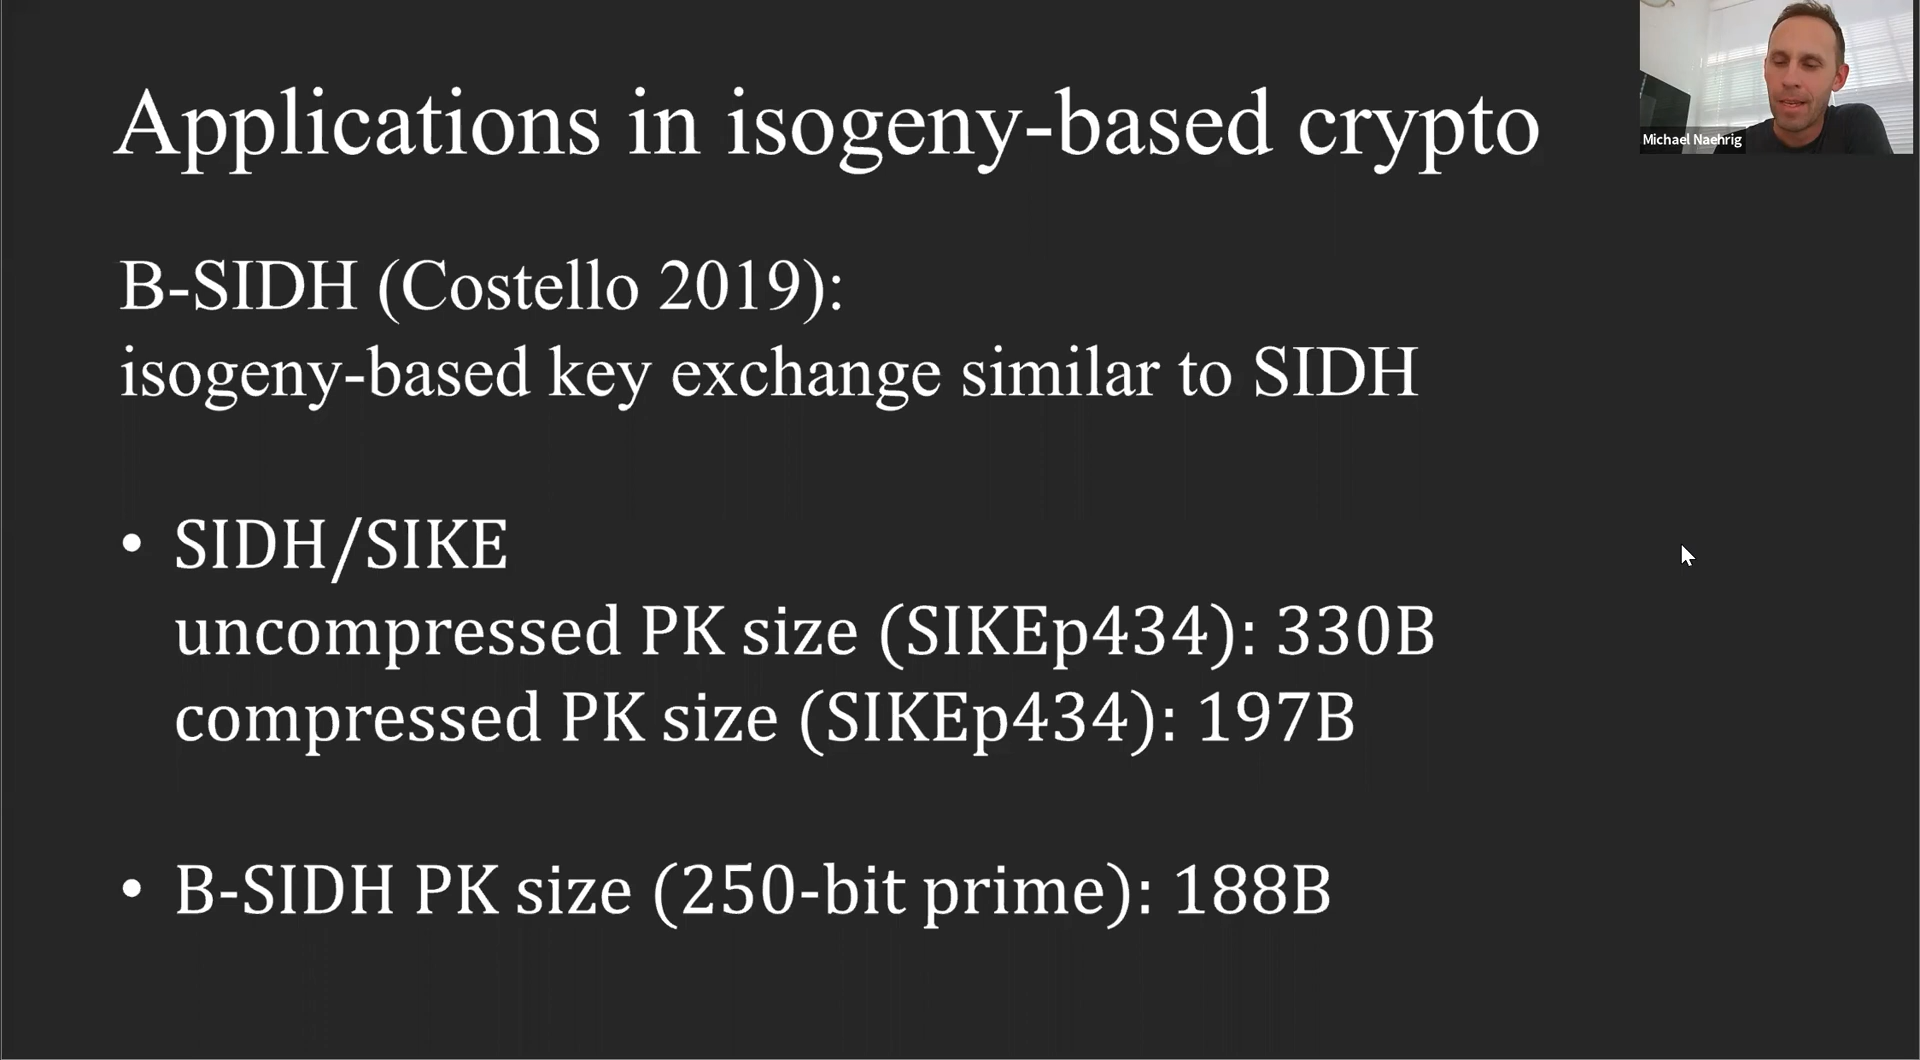 Applications in isogeny-based crypto
Michael Naehrig
B-SIDH (Costello 2019):
isogeny-based key exchange similar to SIDH
• SIDH/SIKE
uncompressed PK size (SIKEp434): 330B
compressed PK size (SIKEp434): 197B
• B-SIDH PK size (250-bit prime): 188B